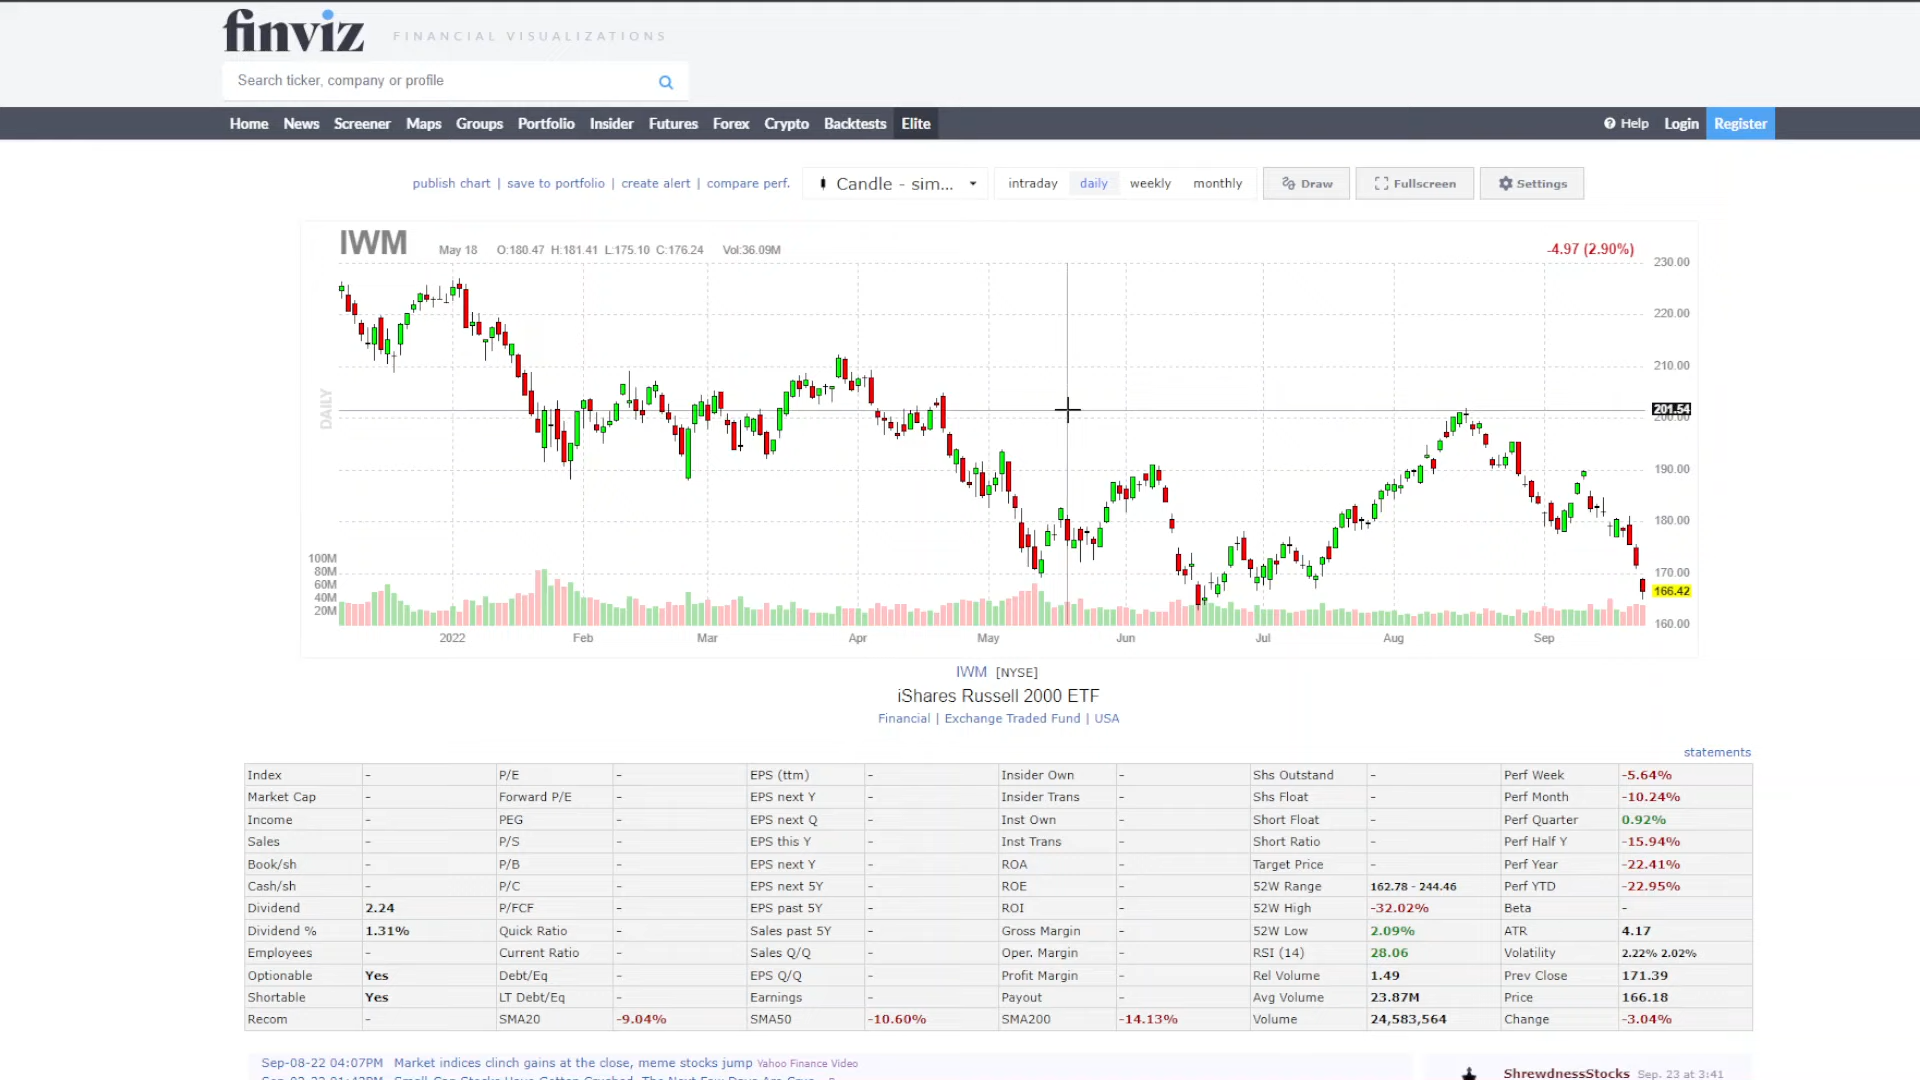 finviz FINANCIAL VISUALIZATIONS
Search ticker, company or profile
Home News Screener Maps Groups Portfolio Insider Futures Forex Crypto Backtests Elite Help Login Register
publish chart | save to portfolio | create alert | compare perf. Candle - sim... intraday daily weekly monthly Draw Fullscreen Settings
IWM May 18 O:180.47 H:181.41 L:175.10 C:176.24 Vol:36.09M -4.97 (2.90%)
230.00
220.00
210.00
DAILY
201.54
190.00
180.00
100M
80M 170.00
60M
166.42
40M
20M
160.00
2022 Feb Mar Apr May Jun Jul Aug Sep
IWM [NYSE]
iShares Russell 2000 ETF
Financial | Exchange Traded Fund | USA
statements
Index - P/E - EPS (ttm) - Insider Own - Shs Outstand - Perf Week -5.64%
Market Cap - Forward P/E - EPS next Y - Insider Trans - Shs Float - Perf Month -10.24%
Income - PEG - EPS next Q - Inst Own - Short Float - Perf Quarter 0.92%
Sales - P/S - EPS this Y - Inst Trans - Short Ratio - Perf Half Y -15.94%
Book/sh - P/B - EPS next Y - ROA - Target Price - Perf Year -22.41%
Cash/sh - P/C - EPS next 5Y - ROE - 52W Range 162.78 - 244.46 Perf YTD -22.95%
Dividend 2.24 P/FCF - EPS past 5Y - ROI - 52W High -32.02% Beta -
Dividend % 1.31% Quick Ratio - Sales past 5Y - Gross Margin - 52W Low 2.09% ATR 4.17
Employees - Current Ratio - Sales Q/Q - Oper. Margin - RSI (14) 28.06 Volatility 2.22% 2.02%
Optionable Yes Debt/Eq - EPS Q/Q - Profit Margin - Rel Volume 1.49 Prev Close 171.39
Shortable Yes LT Debt/Eq - Earnings - Payout - Avg Volume 23.87M Price 166.18
Recom - SMA20 -9.04% SMA50 -10.60% SMA200 -14.13% Volume 24,583,564 Change -3.04%
Sep-08-22 04:07PM Market indices clinch gains at the close, meme stocks jump Yahoo Finance Video
ShrewdnessStocks Sep. 23 at 3:41